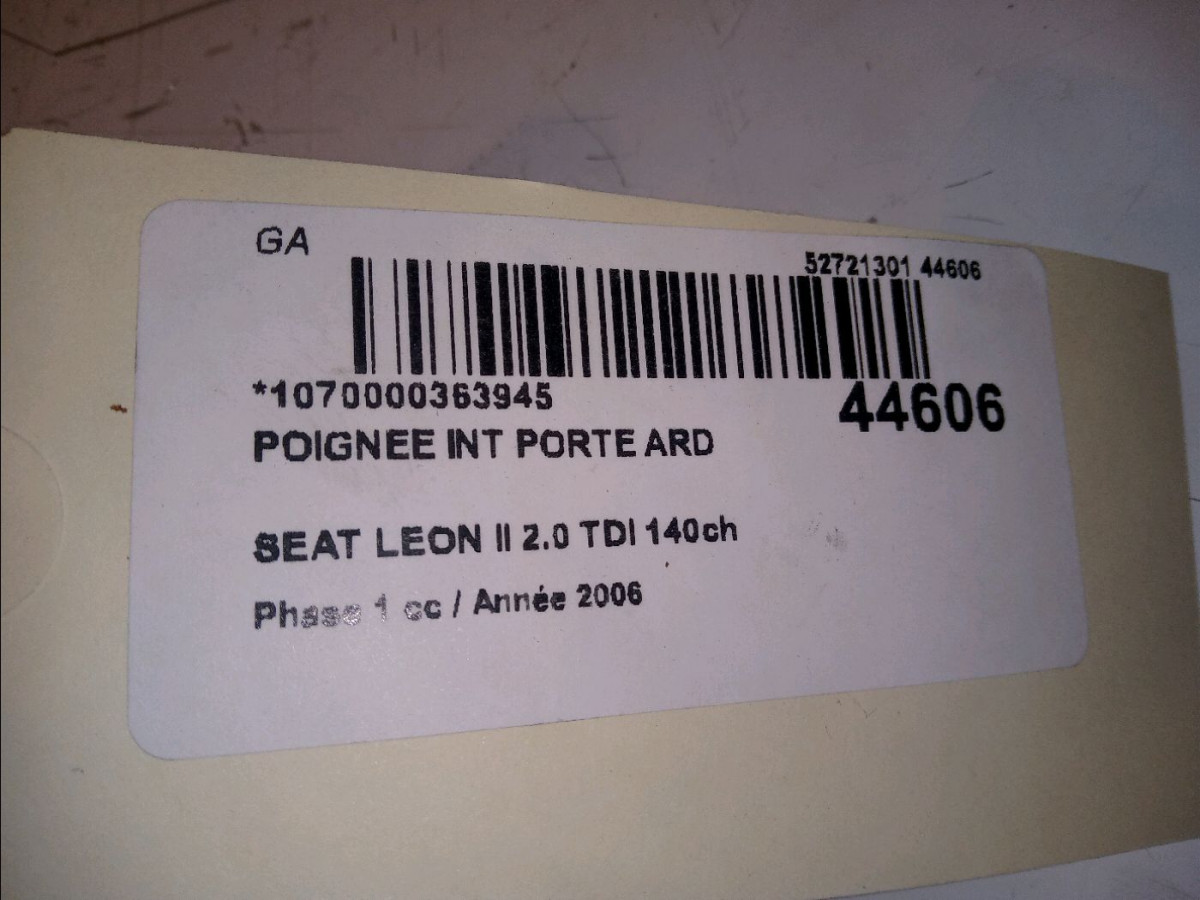 GA
52721301 44606
*1070000363945
44606
POIGNEE INT PORTE ARD
SEAT LEON II 2.0 TDI 140ch
Phase 1 cc / Année 2006